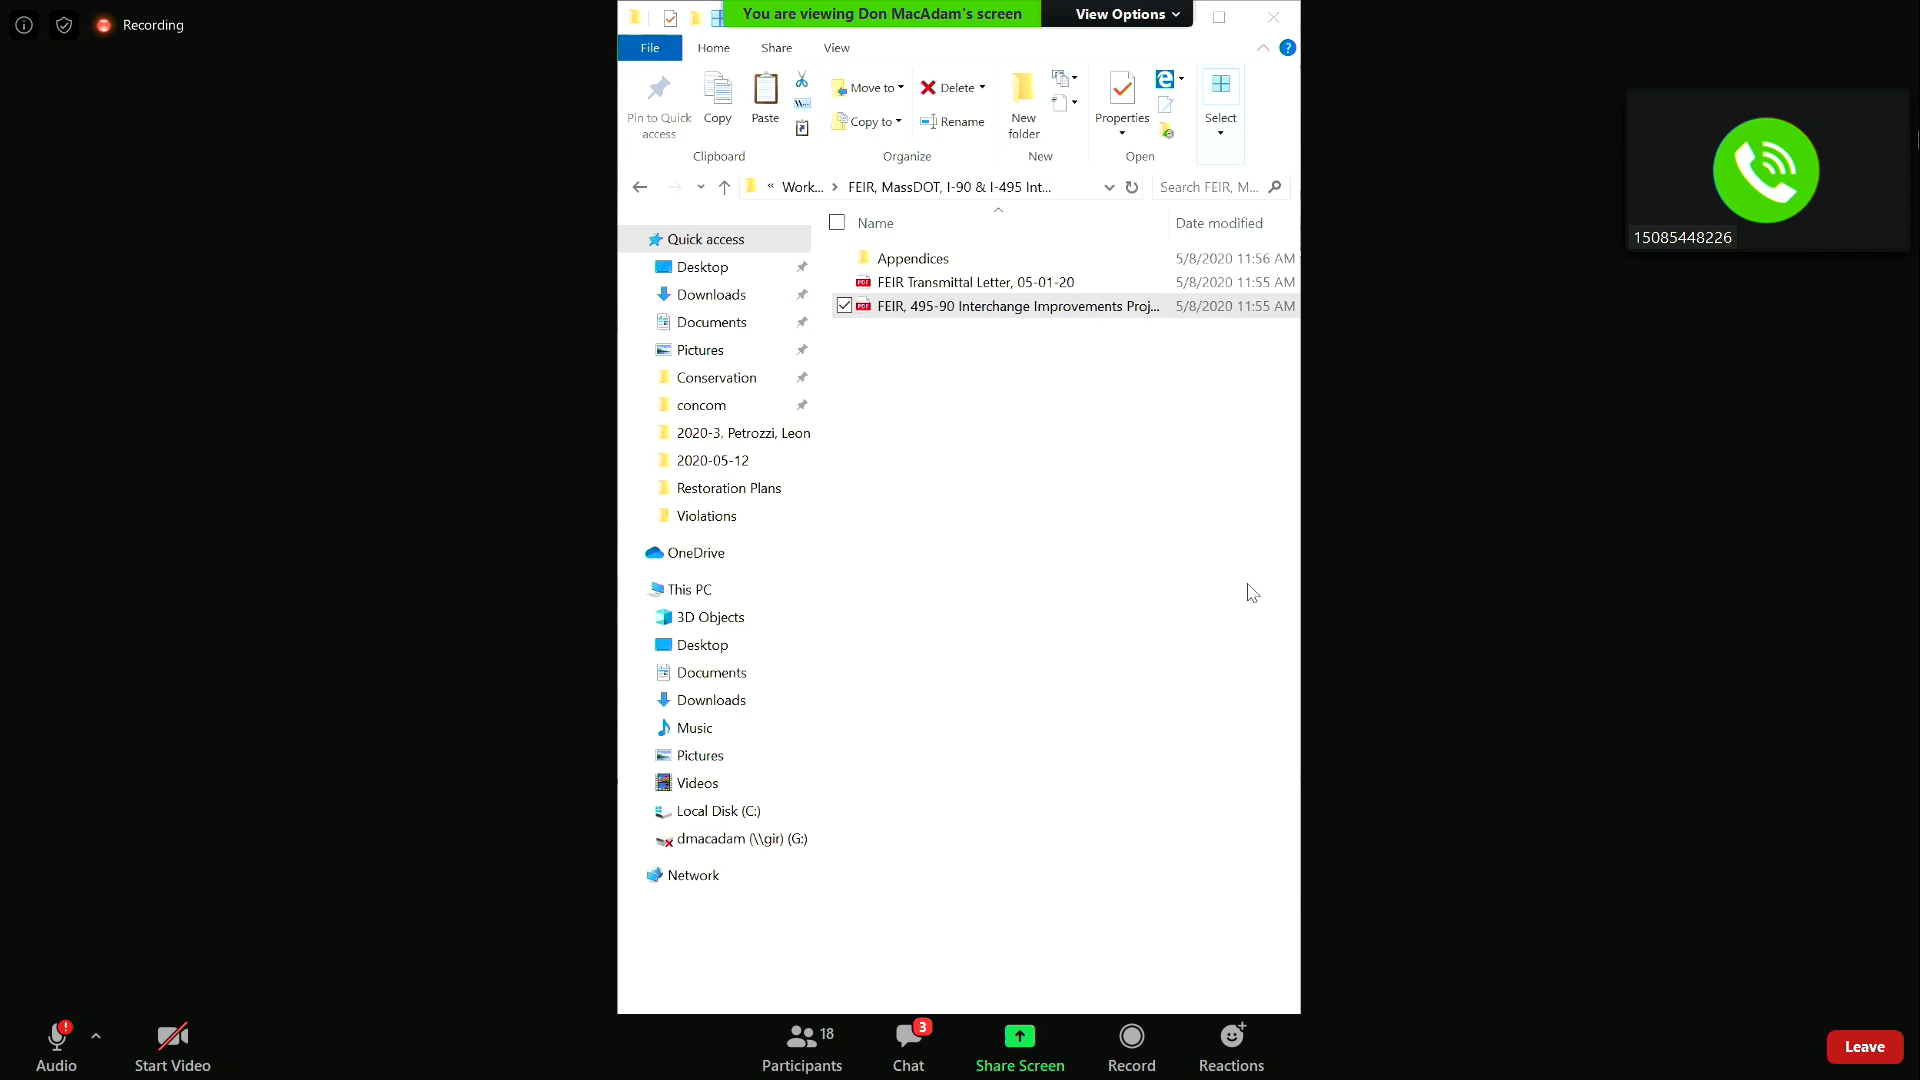 Recording
You are viewing Don MacAdam's screen
View Options
File
Home
Share
View
Pin to Quick access
Copy
Paste
Clipboard
Move to
Copy to
Delete
Rename
Organize
New folder
New
Properties
Open
Select
« Work... › FEIR, MassDOT, I-90 & I-495 Int...
Search FEIR, M...
Name
Date modified
Appendices 5/8/2020 11:56 AM
FEIR Transmittal Letter, 05-01-20 5/8/2020 11:55 AM
FEIR, 495-90 Interchange Improvements Proj... 5/8/2020 11:55 AM
Quick access
Desktop
Downloads
Documents
Pictures
Conservation
concom
2020-3, Petrozzi, Leon
2020-05-12
Restoration Plans
Violations
OneDrive
This PC
3D Objects
Desktop
Documents
Downloads
Music
Pictures
Videos
Local Disk (C:)
dmacadam (\\gir) (G:)
Network
15085448226
Audio
Start Video
Participants
18
Chat
3
Share Screen
Record
Reactions
Leave